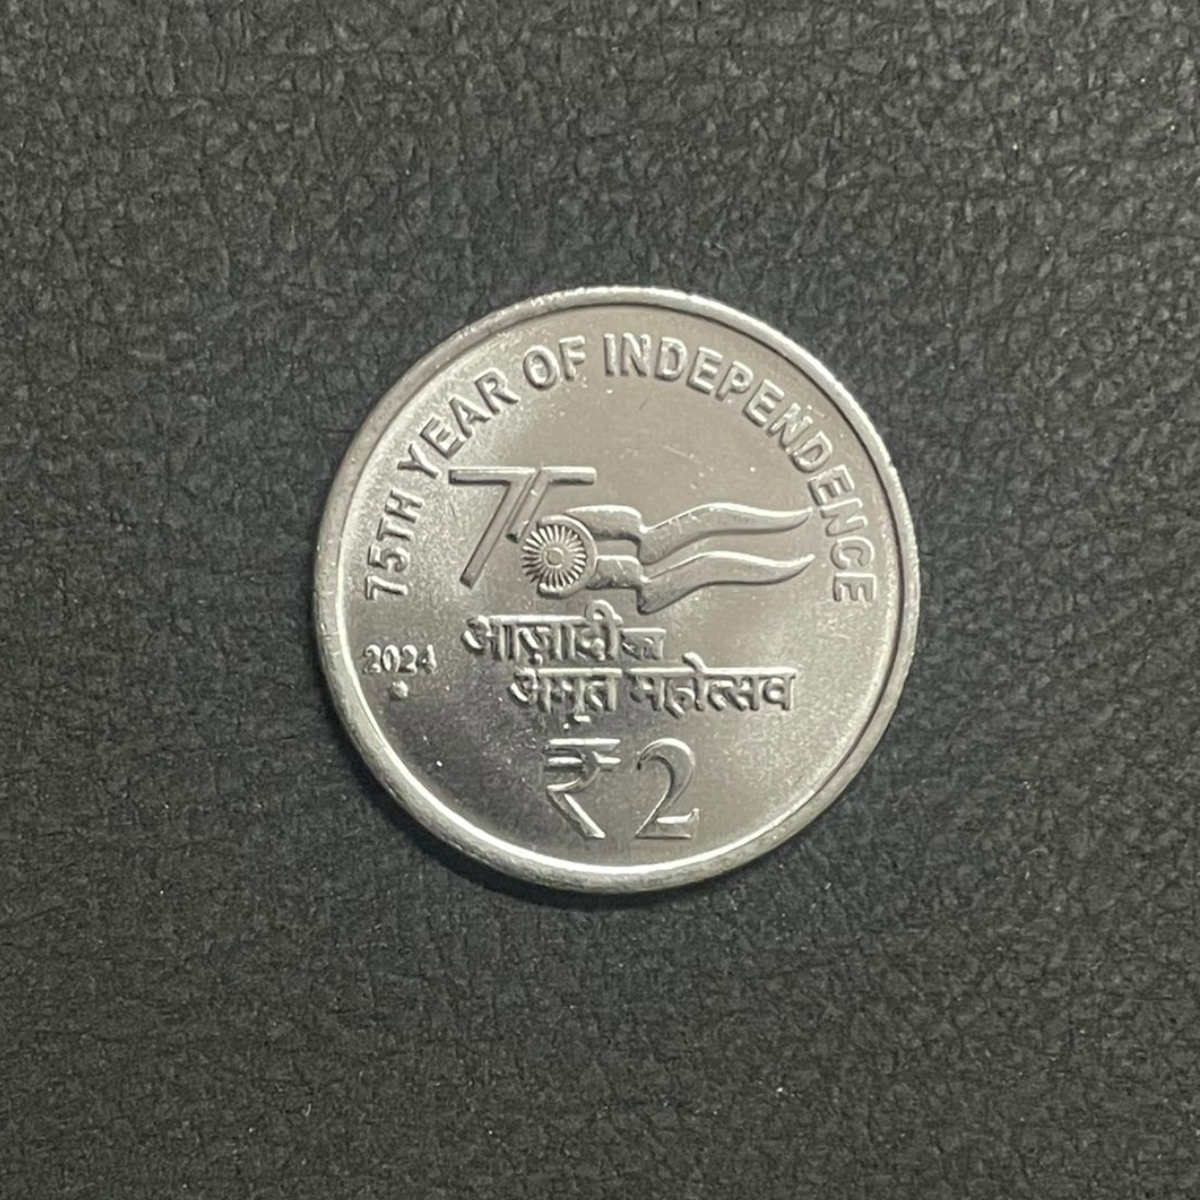 75TH YEAR OF INDEPENDENCE
75
आज़ादी का
अमृत महोत्सव
2024
₹ 2